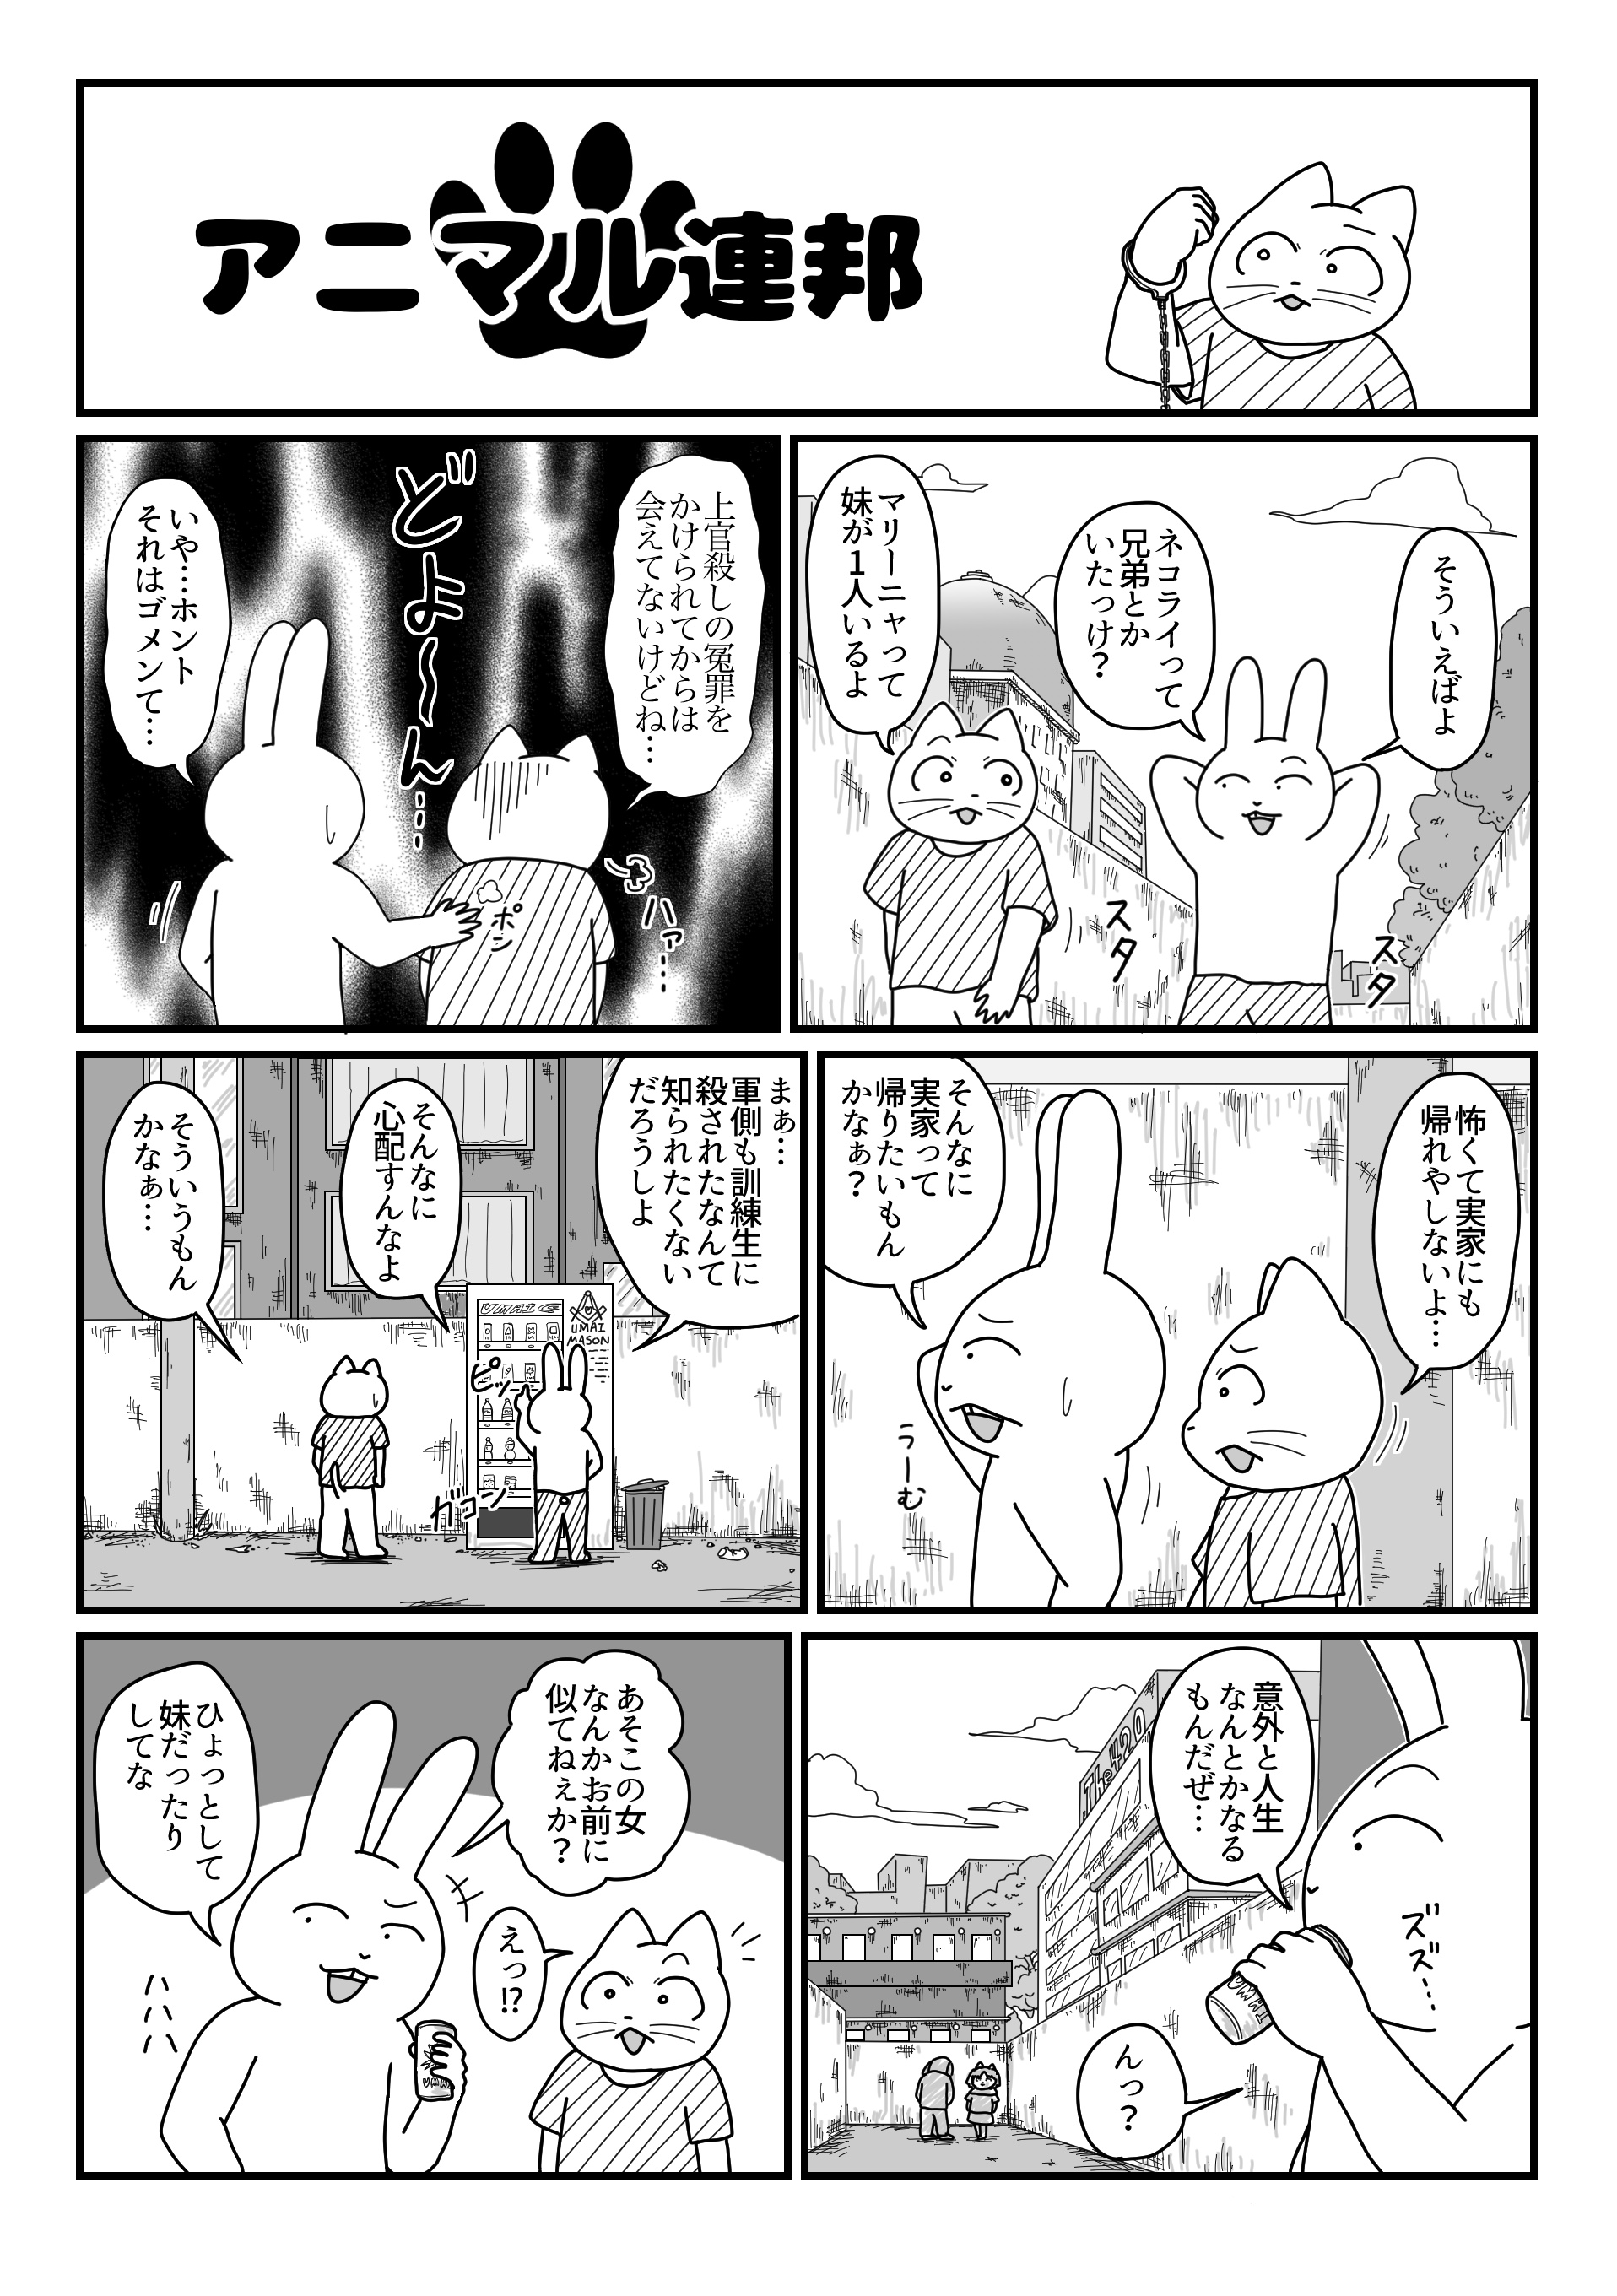 アニマル連邦
そういえばよ
ネコライって
兄弟とか
いたっけ？
マリーニャって
妹が１人いるよ
スタ
スタ
上官殺しの冤罪を
かけられてからは
会えてないけどね…
どよ〜ん…
ハァ…
ポン
いや…ホント
それはゴメンて…
怖くて実家にも
帰れやしないよ…
そんなに
実家って
帰りたいもん
かなぁ？
うーむ
まぁ…
軍側も訓練生に
殺されたなんて
知られたくない
だろうしよ
そんなに
心配すんなよ
UMAI
UMAI
MASON
ピッ
ガコン
そういうもん
かなぁ…
意外と人生
なんとかなる
もんだぜ…
The420
ズズ…
んっ？
あそこの女
なんかお前に
似てねぇか？
えっ!?
ひょっとして
妹だったり
してな
ハハハ